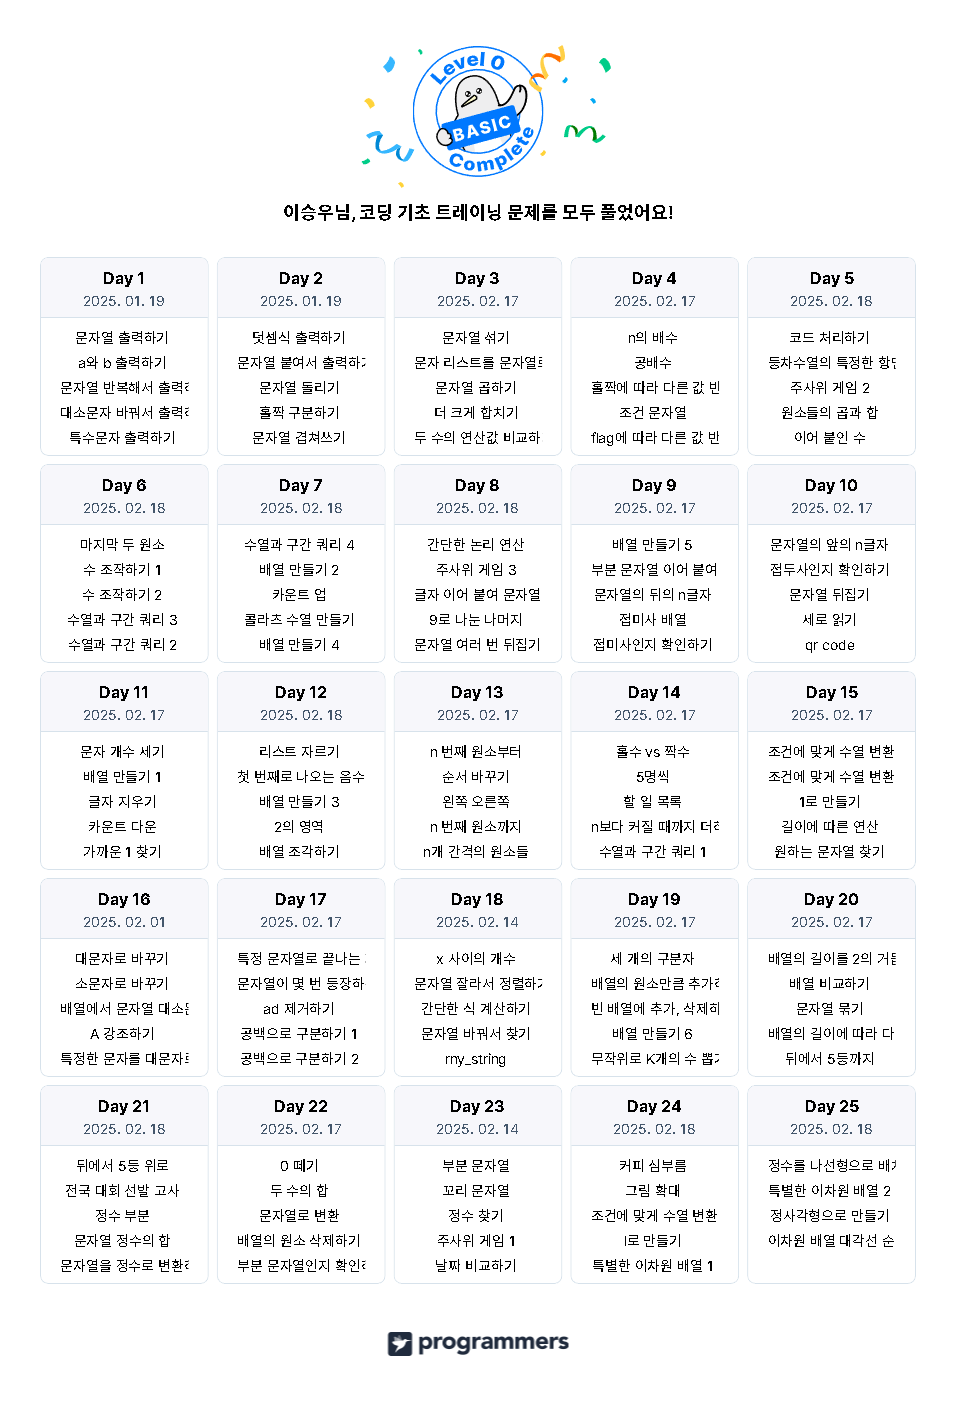 Level 0
BASIC
Complete
이승우님, 코딩 기초 트레이닝 문제를 모두 풀었어요!
Day 1
2025. 01. 19
문자열 출력하기
a와 b 출력하기
문자열 반복해서 출력
대소문자 바꿔서 출력
특수문자 출력하기
Day 2
2025. 01. 19
덧셈식 출력하기
문자열 붙여서 출력하
문자열 돌리기
홀짝 구분하기
문자열 겹쳐쓰기
Day 3
2025. 02. 17
문자열 섞기
문자 리스트를 문자열
문자열 곱하기
더 크게 합치기
두 수의 연산값 비교하
Day 4
2025. 02. 17
n의 배수
공배수
홀짝에 따라 다른 값 반
조건 문자열
flag에 따라 다른 값 반
Day 5
2025. 02. 18
코드 처리하기
등차수열의 특정한 항
주사위 게임 2
원소들의 곱과 합
이어 붙인 수
Day 6
2025. 02. 18
마지막 두 원소
수 조작하기 1
수 조작하기 2
수열과 구간 쿼리 3
수열과 구간 쿼리 2
Day 7
2025. 02. 18
수열과 구간 쿼리 4
배열 만들기 2
카운트 업
콜라츠 수열 만들기
배열 만들기 4
Day 8
2025. 02. 18
간단한 논리 연산
주사위 게임 3
글자 이어 붙여 문자열
9로 나눈 나머지
문자열 여러 번 뒤집기
Day 9
2025. 02. 17
배열 만들기 5
부분 문자열 이어 붙여
문자열의 뒤의 n글자
접미사 배열
접미사인지 확인하기
Day 10
2025. 02. 17
문자열의 앞의 n글자
접두사인지 확인하기
문자열 뒤집기
세로 읽기
qr code
Day 11
2025. 02. 17
문자 개수 세기
배열 만들기 1
글자 지우기
카운트 다운
가까운 1 찾기
Day 12
2025. 02. 18
리스트 자르기
첫 번째로 나오는 음수
배열 만들기 3
2의 영역
배열 조각하기
Day 13
2025. 02. 17
n 번째 원소부터
순서 바꾸기
왼쪽 오른쪽
n 번째 원소까지
n개 간격의 원소들
Day 14
2025. 02. 17
홀수 vs 짝수
5명씩
할 일 목록
n보다 커질 때까지 더
수열과 구간 쿼리 1
Day 15
2025. 02. 17
조건에 맞게 수열 변환
조건에 맞게 수열 변환
1로 만들기
길이에 따른 연산
원하는 문자열 찾기
Day 16
2025. 02. 01
대문자로 바꾸기
소문자로 바꾸기
배열에서 문자열 대소
A 강조하기
특정한 문자를 대문자
Day 17
2025. 02. 17
특정 문자열로 끝나는
문자열이 몇 번 등장하
ad 제거하기
공백으로 구분하기 1
공백으로 구분하기 2
Day 18
2025. 02. 14
x 사이의 개수
문자열 잘라서 정렬하
간단한 식 계산하기
문자열 바꿔서 찾기
rny_string
Day 19
2025. 02. 17
세 개의 구분자
배열의 원소만큼 추가
빈 배열에 추가, 삭제하
배열 만들기 6
무작위로 K개의 수 뽑
Day 20
2025. 02. 17
배열의 길이를 2의 거
배열 비교하기
문자열 묶기
배열의 길이에 따라 다
뒤에서 5등까지
Day 21
2025. 02. 18
뒤에서 5등 위로
전국 대회 선발 고사
정수 부분
문자열 정수의 합
문자열을 정수로 변환
Day 22
2025. 02. 17
0 떼기
두 수의 합
문자열로 변환
배열의 원소 삭제하기
부분 문자열인지 확인
Day 23
2025. 02. 14
부분 문자열
꼬리 문자열
정수 찾기
주사위 게임 1
날짜 비교하기
Day 24
2025. 02. 18
커피 심부름
그림 확대
조건에 맞게 수열 변환
l로 만들기
특별한 이차원 배열 1
Day 25
2025. 02. 18
정수를 나선형으로 배
특별한 이차원 배열 2
정사각형으로 만들기
이차원 배열 대각선 순
programmers